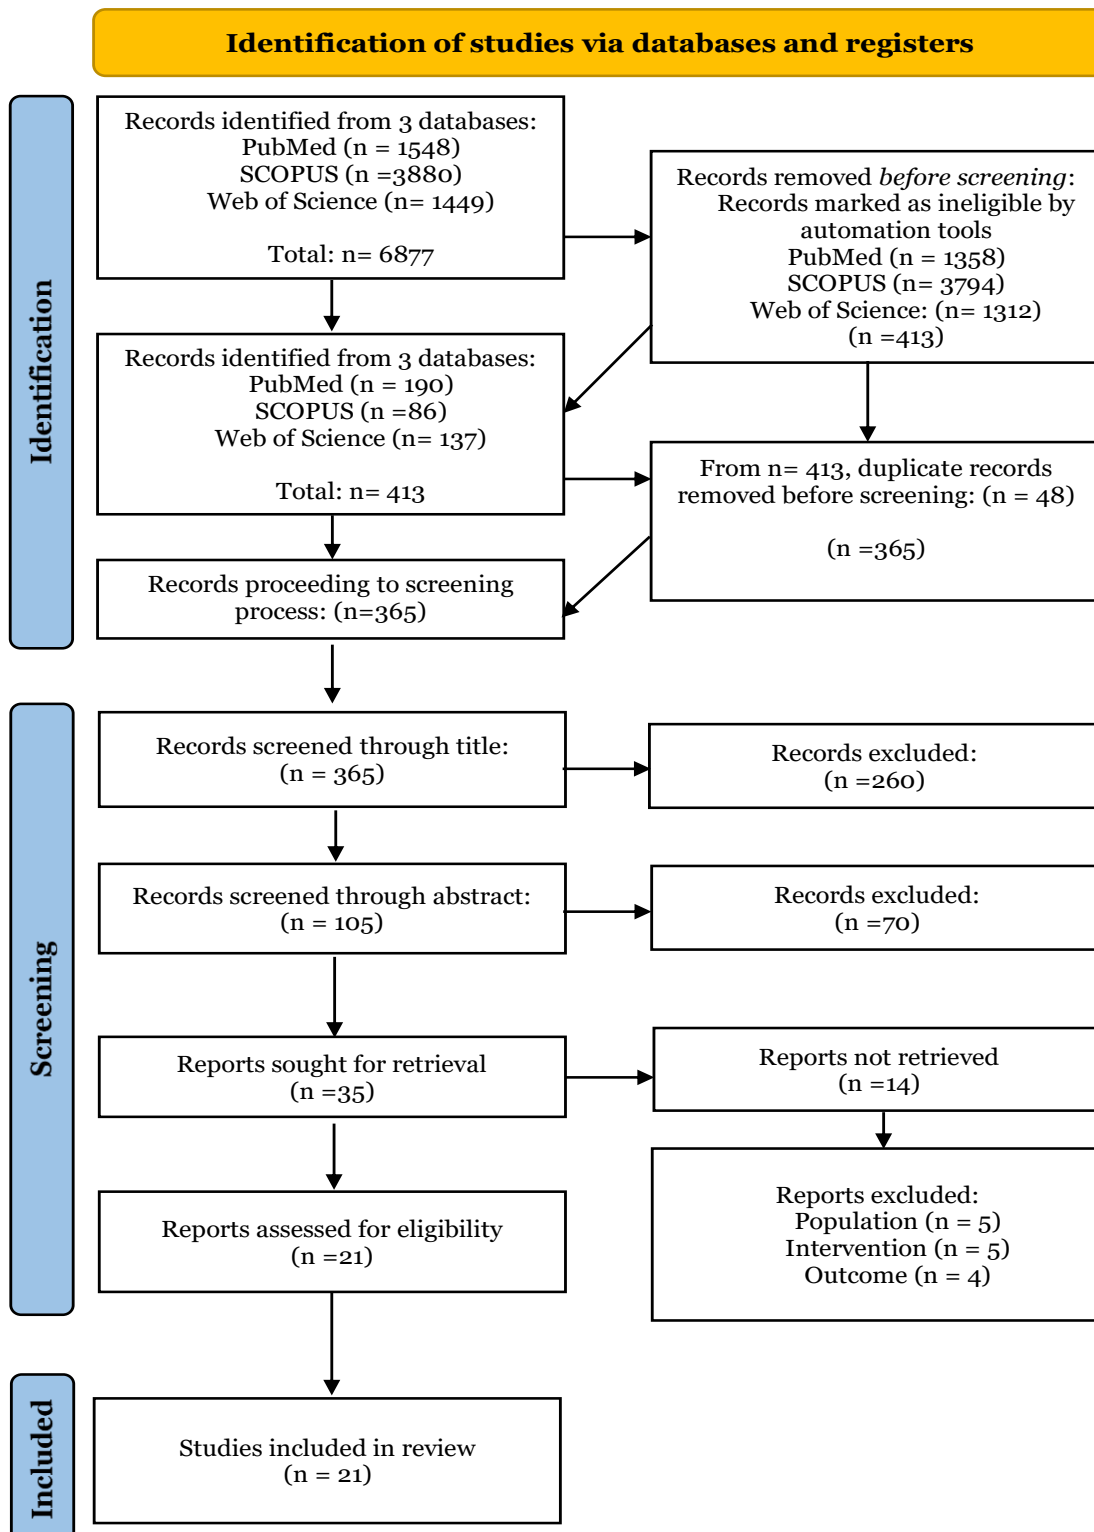 Identification of studies via databases and registers
Identification
Records identified from 3 databases:
PubMed (n = 1548)
SCOPUS (n =3880)
Web of Science (n= 1449)
Total: n= 6877
Records removed before screening:
Records marked as ineligible by
automation tools
PubMed (n = 1358)
SCOPUS (n= 3794)
Web of Science: (n= 1312)
(n =413)
Records identified from 3 databases:
PubMed (n = 190)
SCOPUS (n =86)
Web of Science (n= 137)
Total: n= 413
From n= 413, duplicate records
removed before screening: (n = 48)
(n =365)
Records proceeding to screening
process: (n=365)
Screening
Records screened through title:
(n = 365)
Records excluded:
(n =260)
Records screened through abstract:
(n = 105)
Records excluded:
(n =70)
Reports sought for retrieval
(n =35)
Reports not retrieved
(n =14)
Reports assessed for eligibility
(n =21)
Reports excluded:
Population (n = 5)
Intervention (n = 5)
Outcome (n = 4)
Included
Studies included in review
(n = 21)